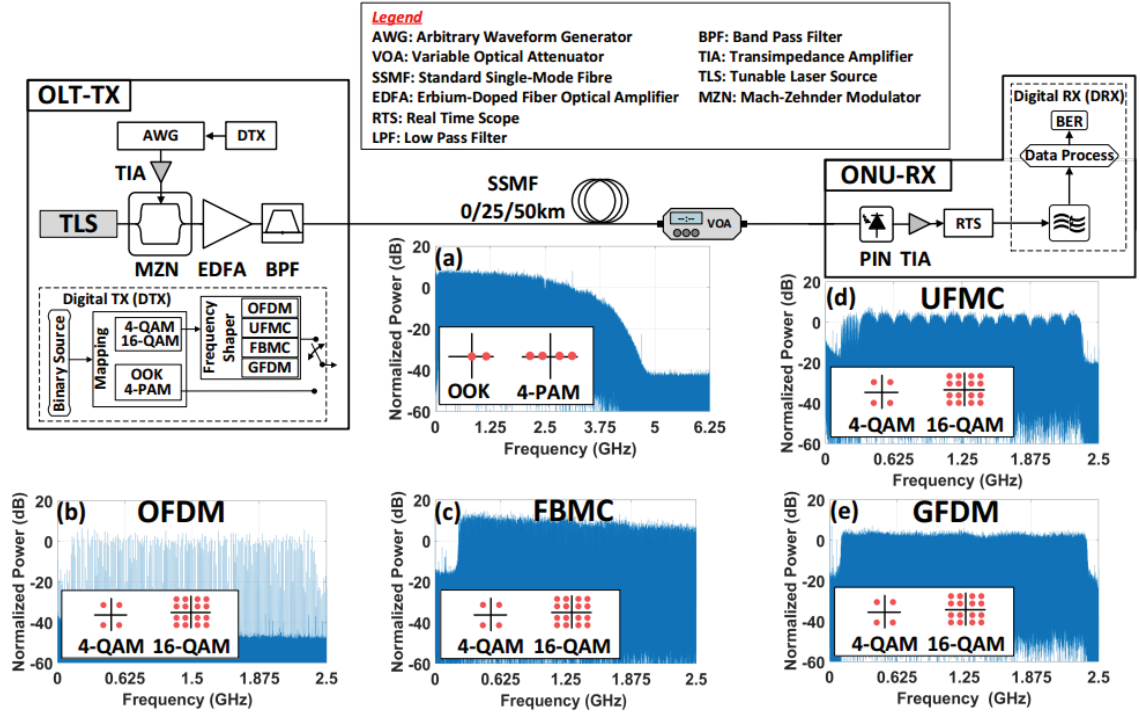 Legend
AWG: Arbitrary Waveform Generator
VOA: Variable Optical Attenuator
SSMF: Standard Single-Mode Fibre
EDFA: Erbium-Doped Fiber Optical Amplifier
RTS: Real Time Scope
LPF: Low Pass Filter
BPF: Band Pass Filter
TIA: Transimpedance Amplifier
TLS: Tunable Laser Source
MZN: Mach-Zehnder Modulator
OLT-TX
AWG
DTX
TIA
TLS
MZN
EDFA
BPF
Digital TX (DTX)
Binary Source
Mapping
4-QAM
16-QAM
OOK
4-PAM
Frequency
Shaper
OFDM
UFMC
FBMC
GFDM
SSMF
0/25/50km
--:--
VOA
ONU-RX
Digital RX (DRX)
BER
Data Process
PIN
TIA
RTS
(a)
Normalized Power (dB)
20
0
-20
-40
-60
OOK
4-PAM
0
1.25
2.5
3.75
5
6.25
Frequency (GHz)
(d)
UFMC
Normalized Power (dB)
20
0
-20
-40
-60
4-QAM
16-QAM
0
0.625
1.25
1.875
2.5
Frequency (GHz)
(b)
OFDM
Normalized Power (dB)
20
0
-20
-40
-60
4-QAM
16-QAM
0
0.625
1.5
1.875
2.5
Frequency (GHz)
(c)
FBMC
Normalized Power (dB)
20
0
-20
-40
-60
4-QAM
16-QAM
0
0.625
1.25
1.875
2.5
Frequency (GHz)
(e)
GFDM
Normalized Power (dB)
20
0
-20
-40
-60
4-QAM
16-QAM
0
0.625
1.25
1.875
2.5
Frequency (GHz)